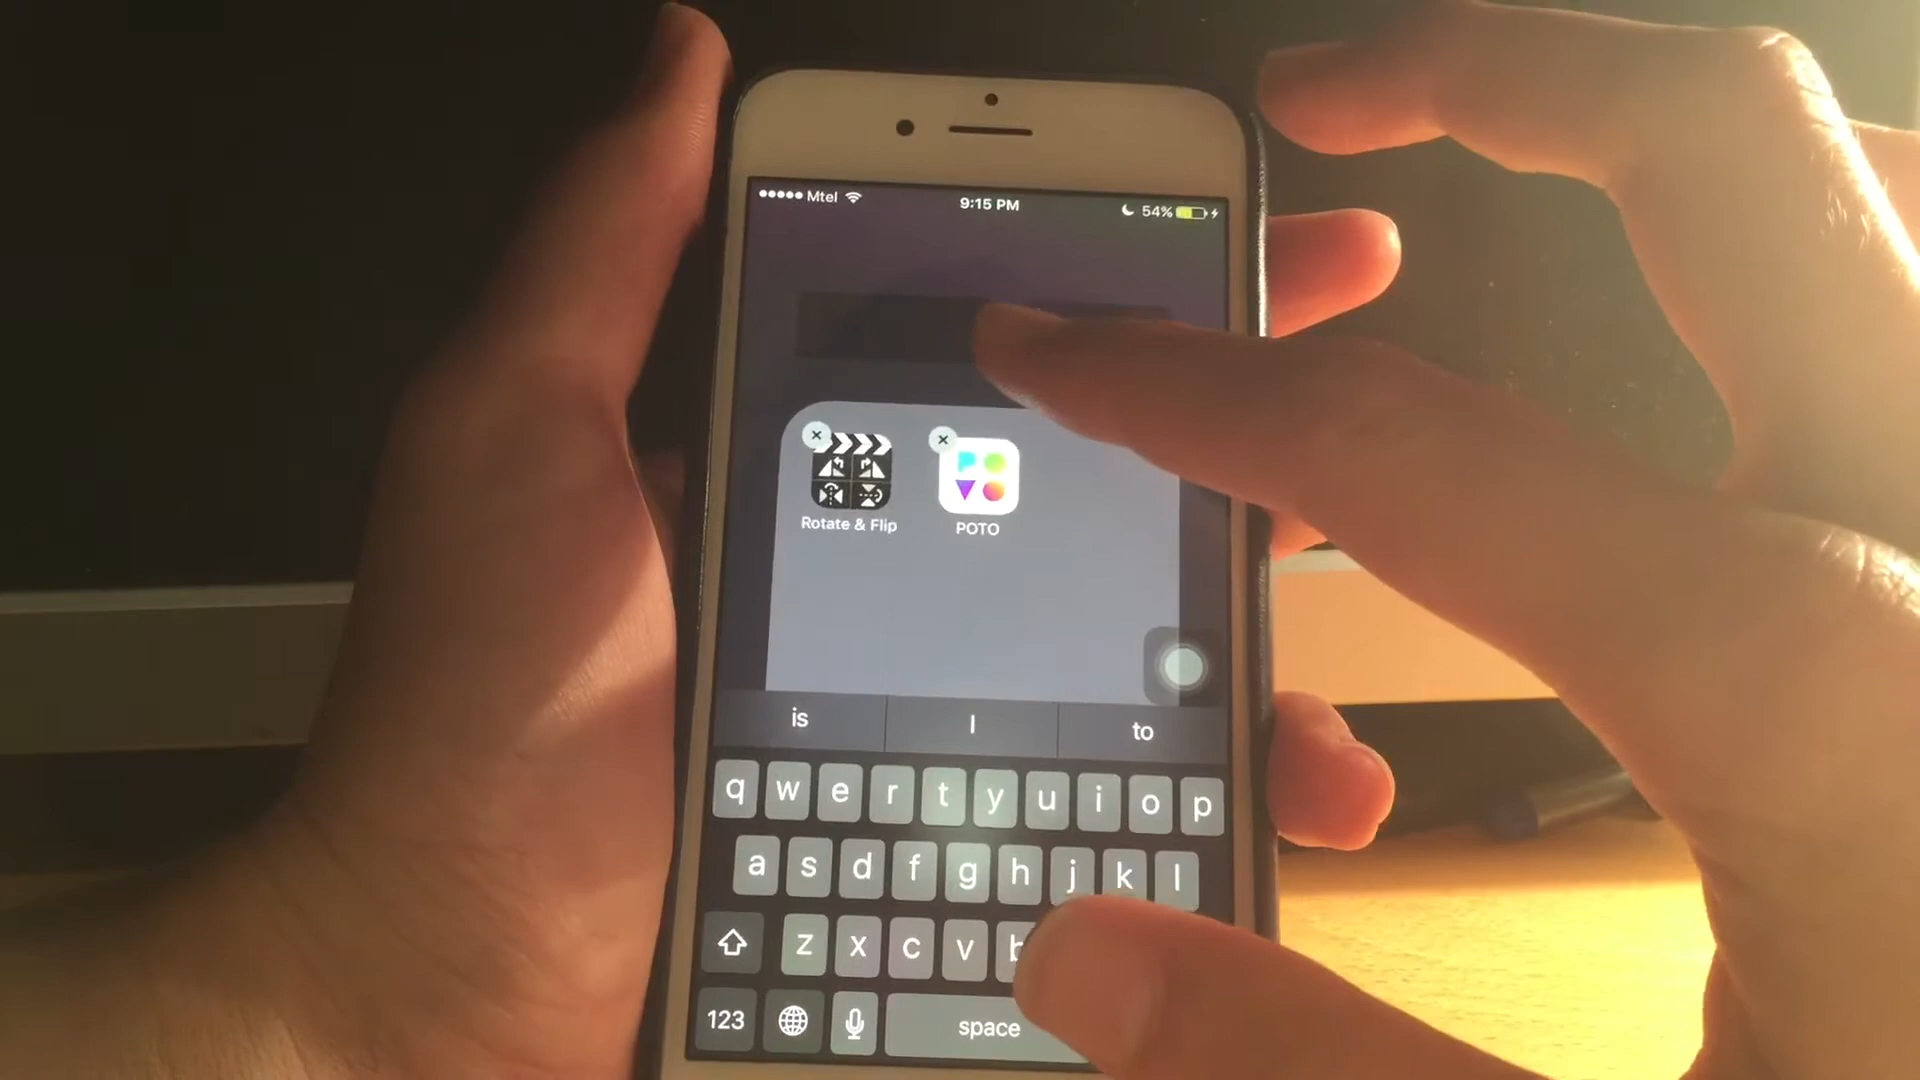 Mtel 9:15 PM 54%
Rotate & Flip POTO
is I to
q w e r t y u i o p
a s d f g h j k l
z x c v b
123 space